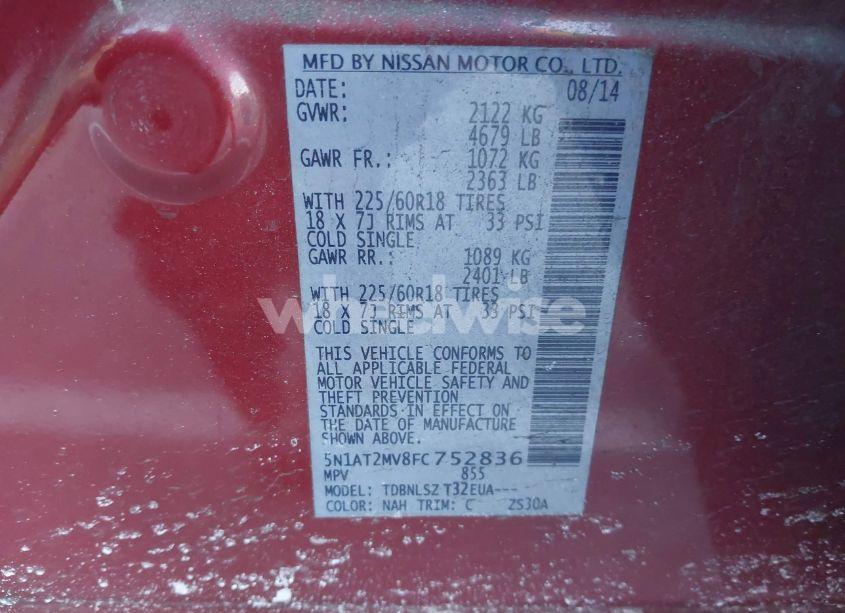 MFD BY NISSAN MOTOR CO., LTD.
DATE: 08/14
GVWR: 2122 KG
4679 LB
GAWR FR.: 1072 KG
2363 LB
WITH 225/60R18 TIRES
18 X 7J RIMS AT 33 PSI
COLD SINGLE
GAWR RR.: 1089 KG
2401 LB
WITH 225/60R18 TIRES
18 X 7J RIMS AT 33 PSI
COLD SINGLE
wheelwise
THIS VEHICLE CONFORMS TO
ALL APPLICABLE FEDERAL
MOTOR VEHICLE SAFETY AND
THEFT PREVENTION
STANDARDS IN EFFECT ON
THE DATE OF MANUFACTURE
SHOWN ABOVE.
5N1AT2MV8FC752836
MPV 855
MODEL: TDBNLSZ T32EUA---
COLOR: NAH TRIM: C ZS30A